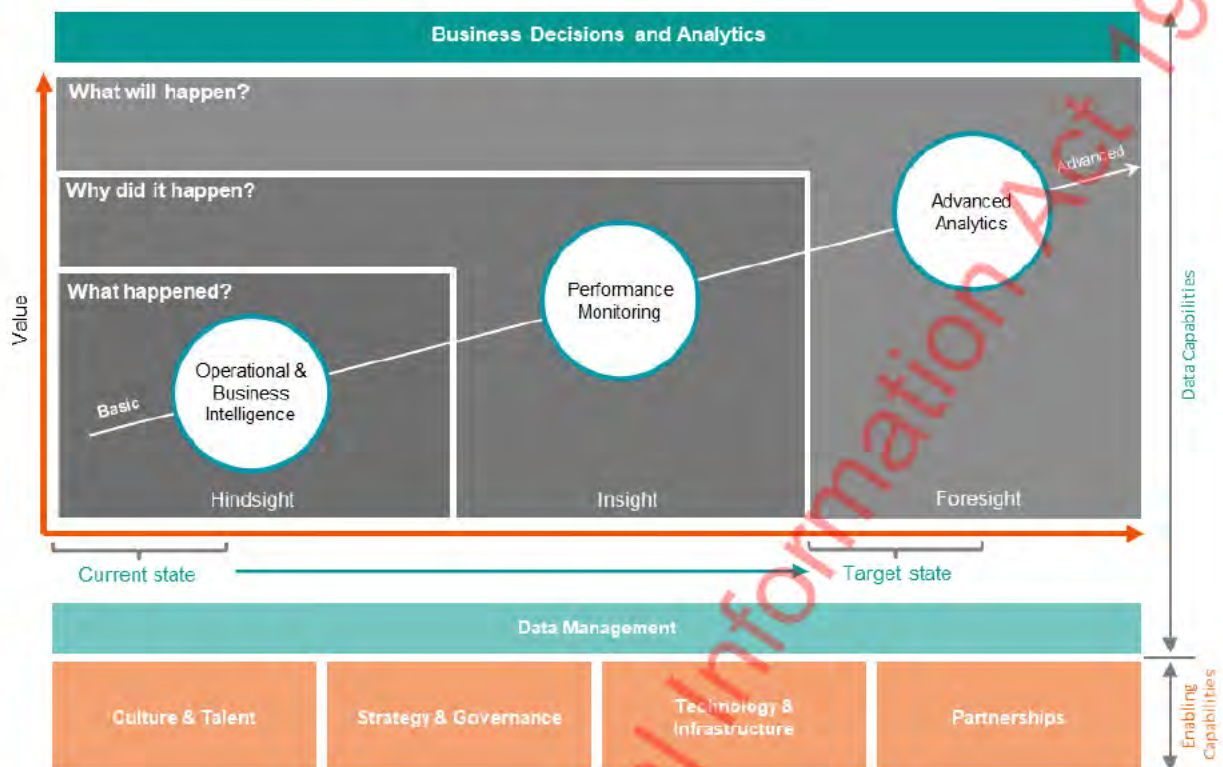 Business Decisions and Analytics
What will happen?
Advanced
Advanced
Analytics
Why did it happen?
Performance
Monitoring
What happened?
Operational &
Business
Intelligence
Basic
Hindsight
Insight
Foresight
Value
Data Capabilities
Current state
Target state
Data Management
Culture & Talent
Strategy & Governance
Technology &
Infrastructure
Partnerships
Enabling
Capabilities
Information Act 19